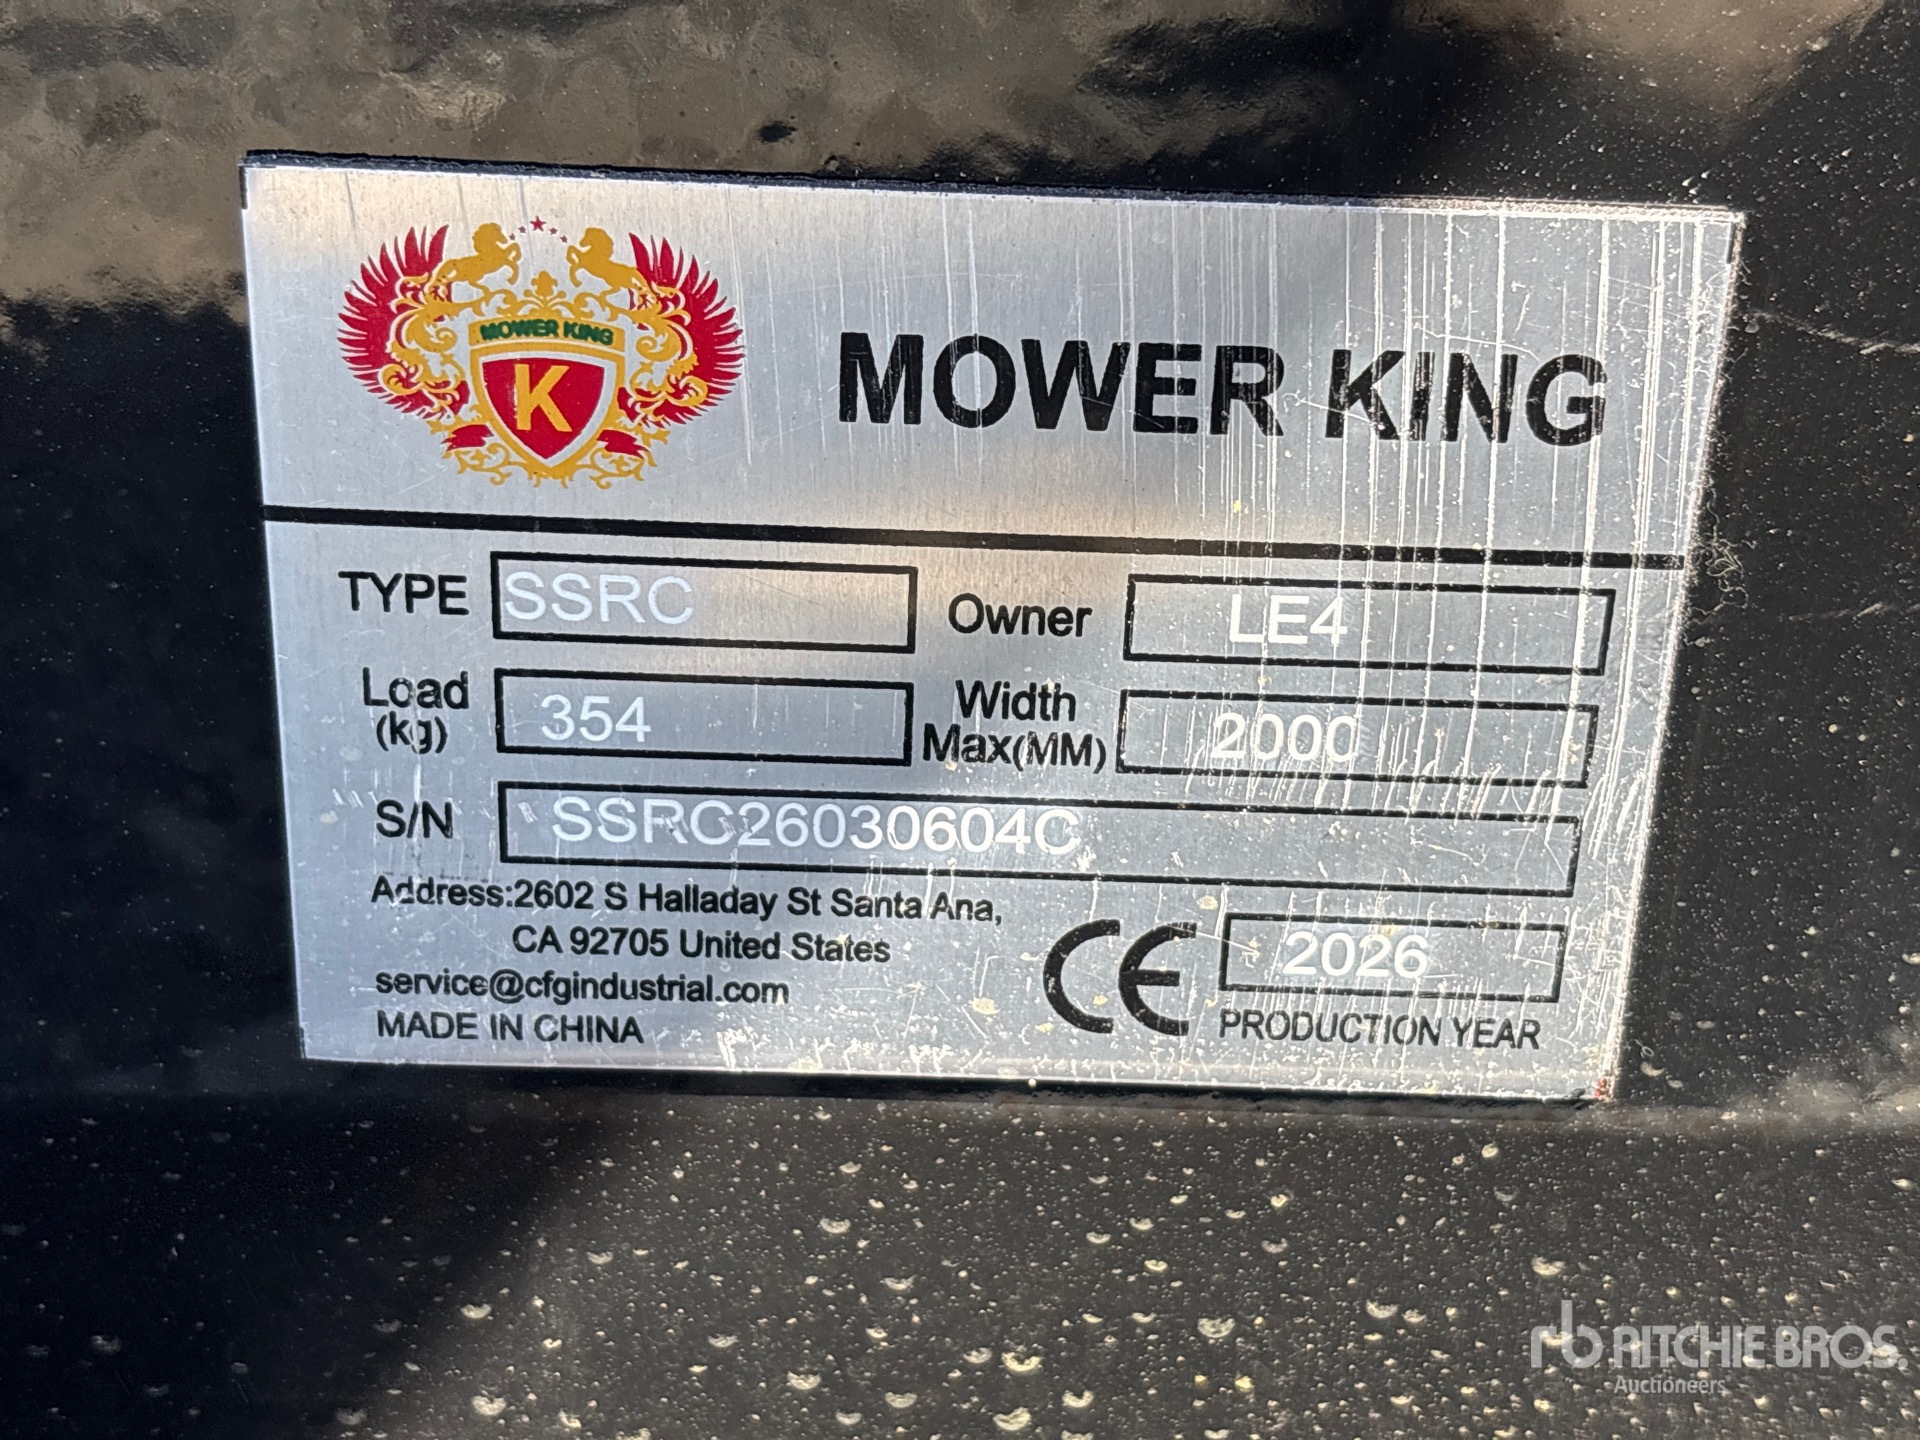 MOWER KING
K
MOWER KING
TYPE SSRC Owner LE4
Load (kg) 354 Width Max(MM) 2000
S/N SSRC26030604C
Address:2602 S Halladay St Santa Ana,
CA 92705 United States
service@cfgindustrial.com
MADE IN CHINA
CE 2026
PRODUCTION YEAR
rb RITCHIE BROS.
Auctioneers